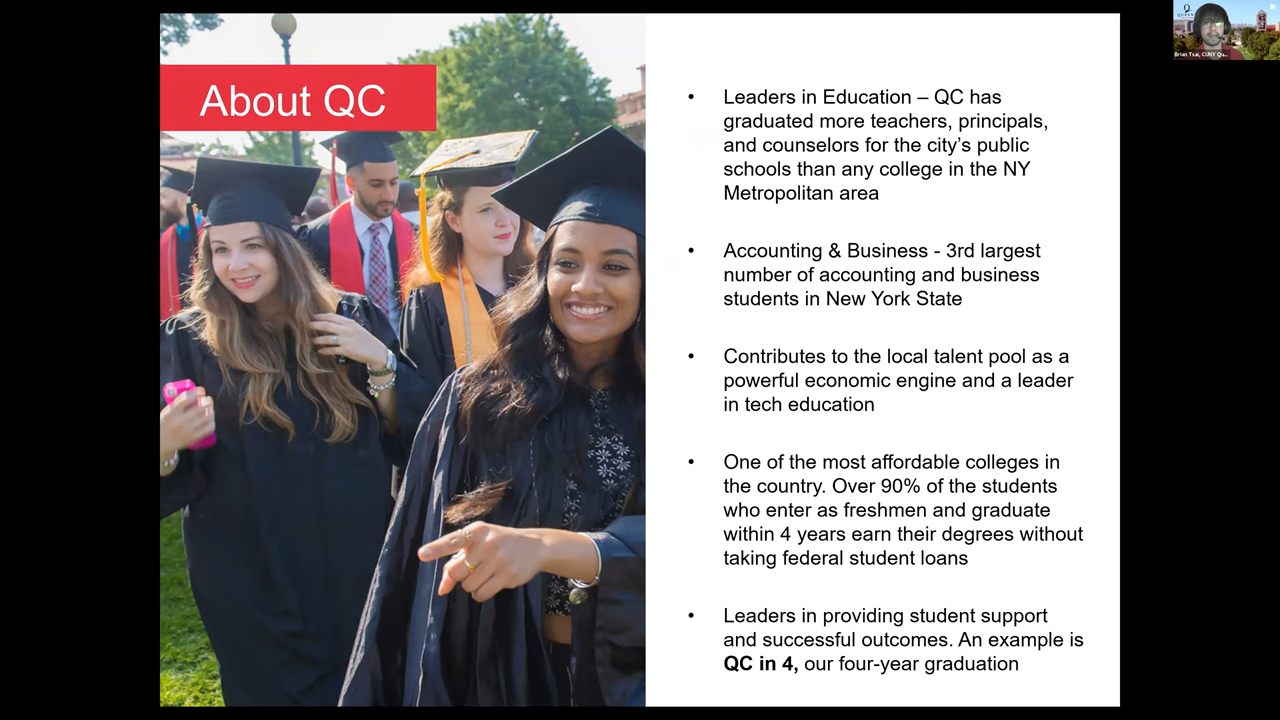 About QC
• Leaders in Education – QC has
graduated more teachers, principals,
and counselors for the city’s public
schools than any college in the NY
Metropolitan area
• Accounting & Business - 3rd largest
number of accounting and business
students in New York State
• Contributes to the local talent pool as a
powerful economic engine and a leader
in tech education
• One of the most affordable colleges in
the country. Over 90% of the students
who enter as freshmen and graduate
within 4 years earn their degrees without
taking federal student loans
• Leaders in providing student support
and successful outcomes. An example is
QC in 4, our four-year graduation
Brian Tsai, CUNY Qu...